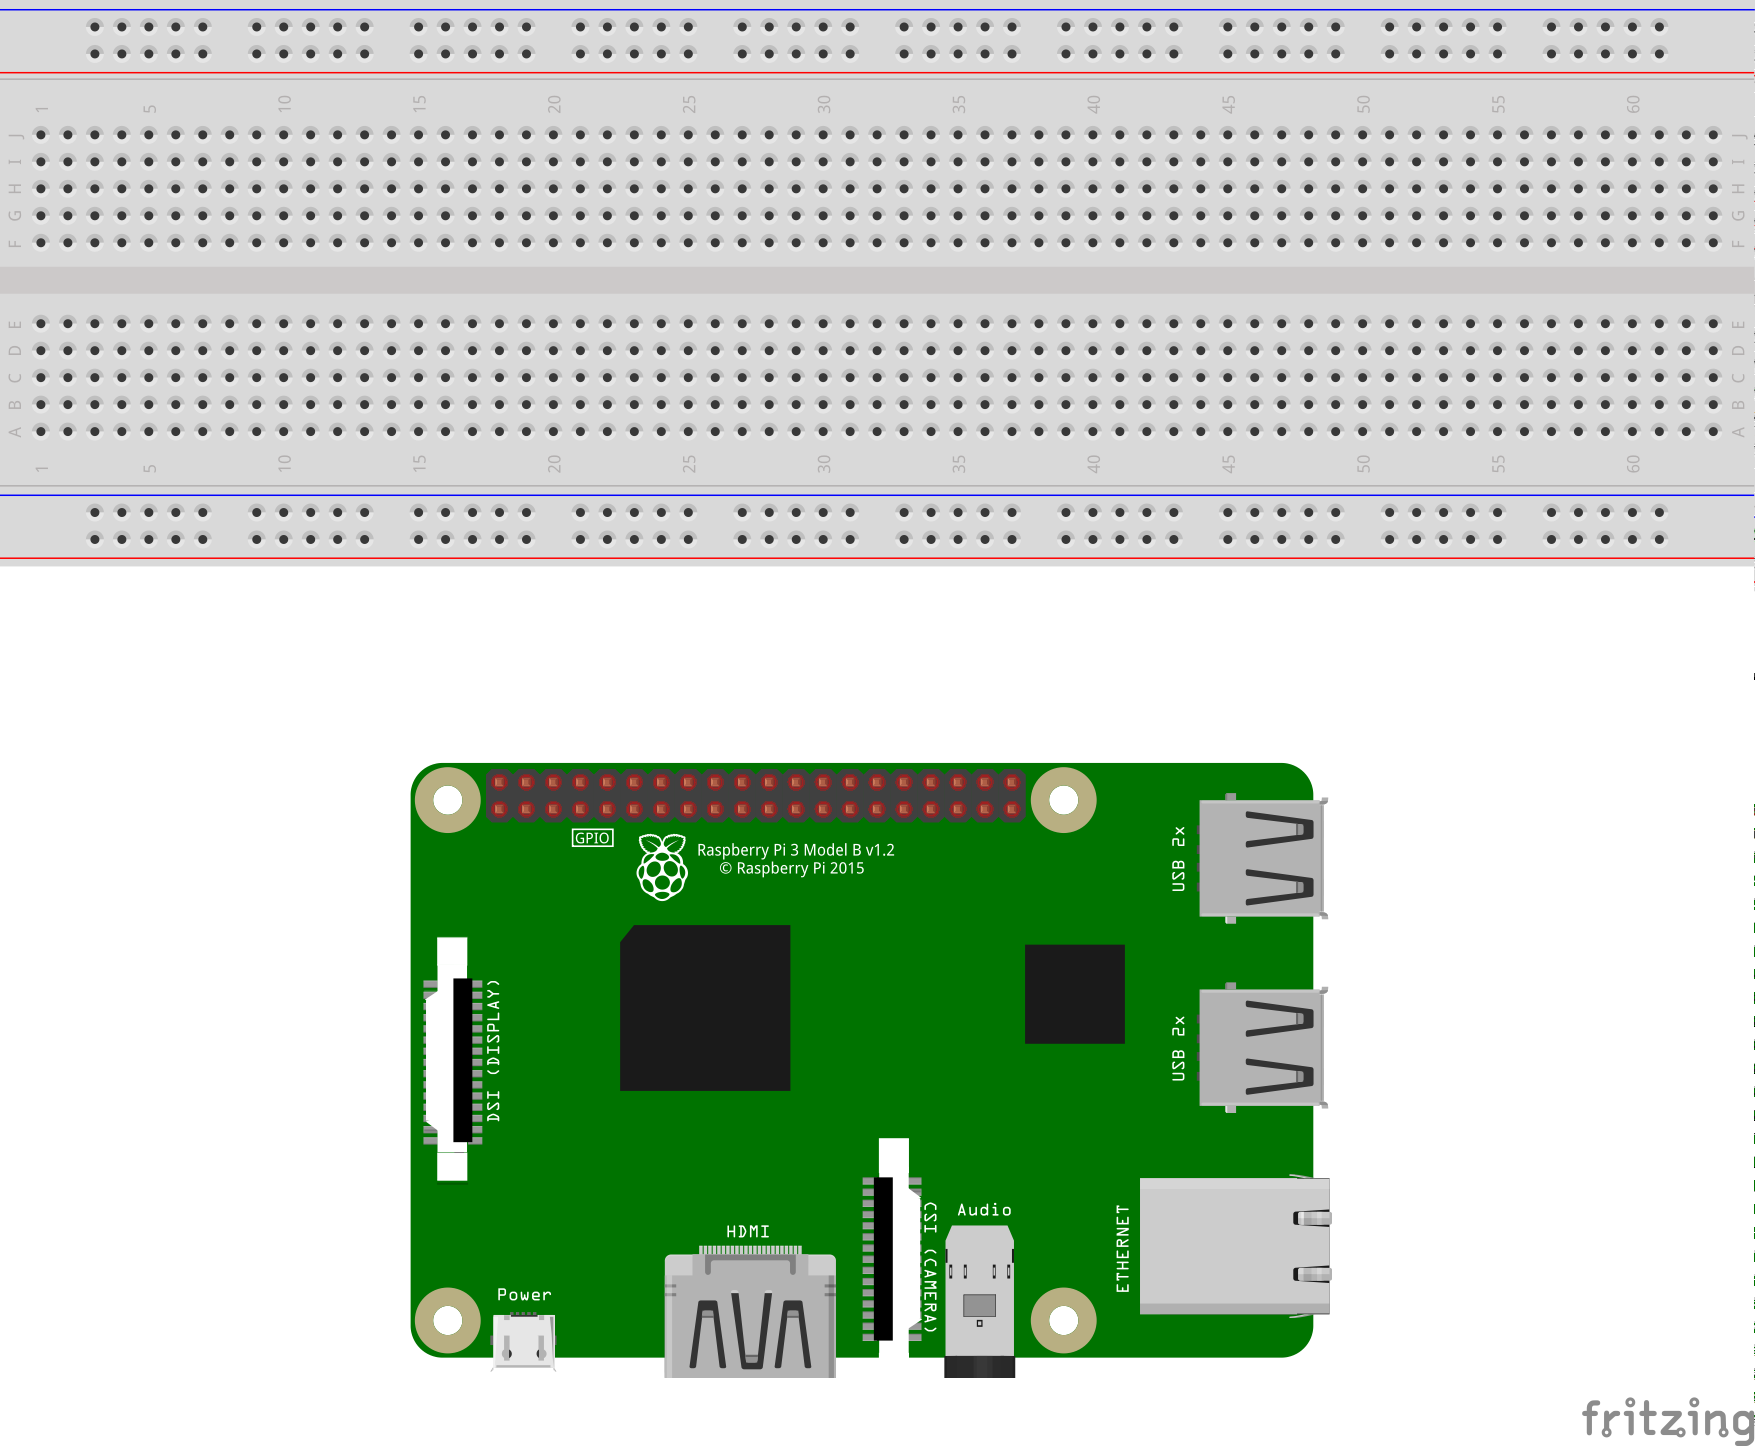 1 5 10 15 20 25 30 35 40 45 50 55 60
J J
I I
H H
G G
F F
E E
D D
C C
B B
A A
1 5 10 15 20 25 30 35 40 45 50 55 60
GPIO
Raspberry Pi 3 Model B v1.2
© Raspberry Pi 2015
USB 2x
DSI (DISPLAY)
USB 2x
HDMI
CSI (CAMERA)
Audio
ETHERNET
Power
fritzing